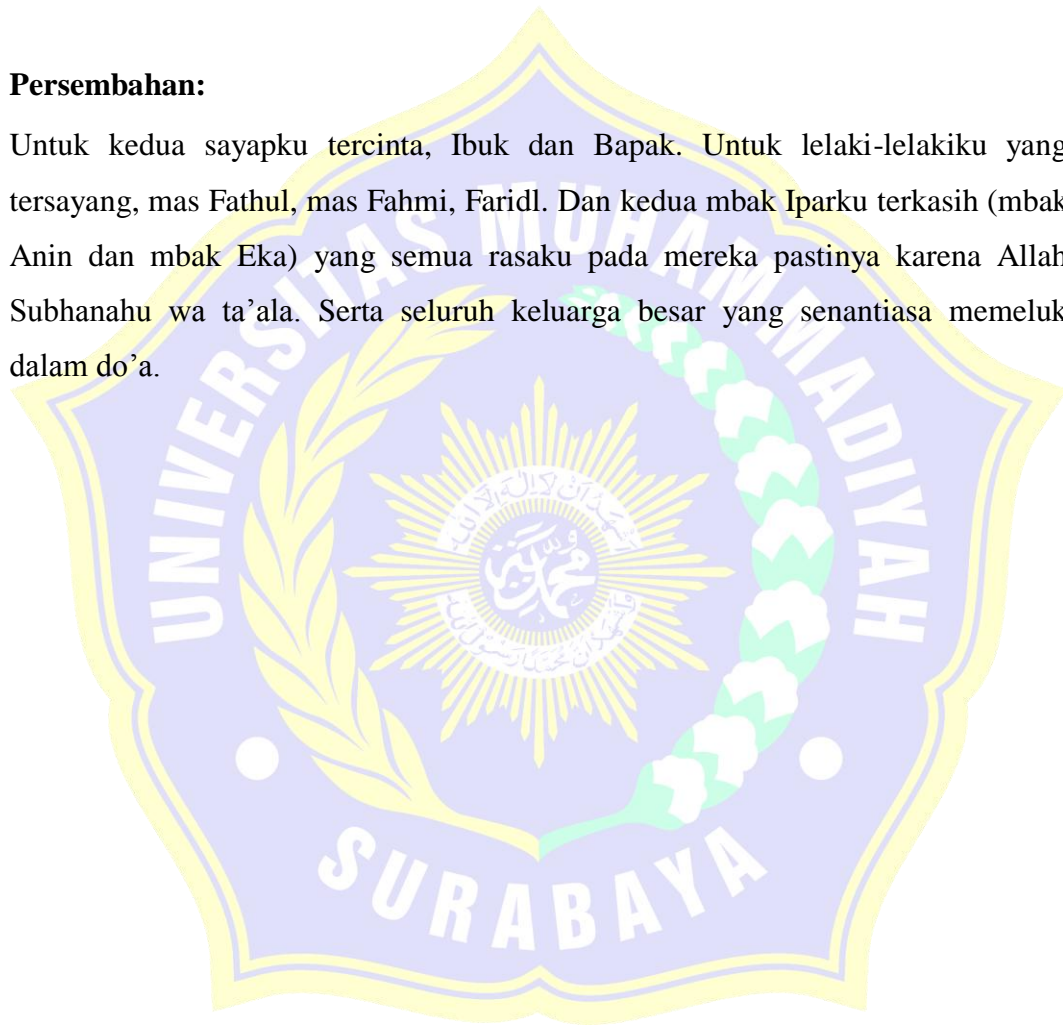 Persembahan:
Untuk kedua sayapku tercinta, Ibuk dan Bapak. Untuk lelaki-lelakiku yang
tersayang, mas Fathul, mas Fahmi, Faridl. Dan kedua mbak Iparku terkasih (mbak
Anin dan mbak Eka) yang semua rasaku pada mereka pastinya karena Allah
Subhanahu wa ta’ala. Serta seluruh keluarga besar yang senantiasa memeluk
dalam do’a.
UNIVERSITAS MUHAMMADIYAH
SURABAYA